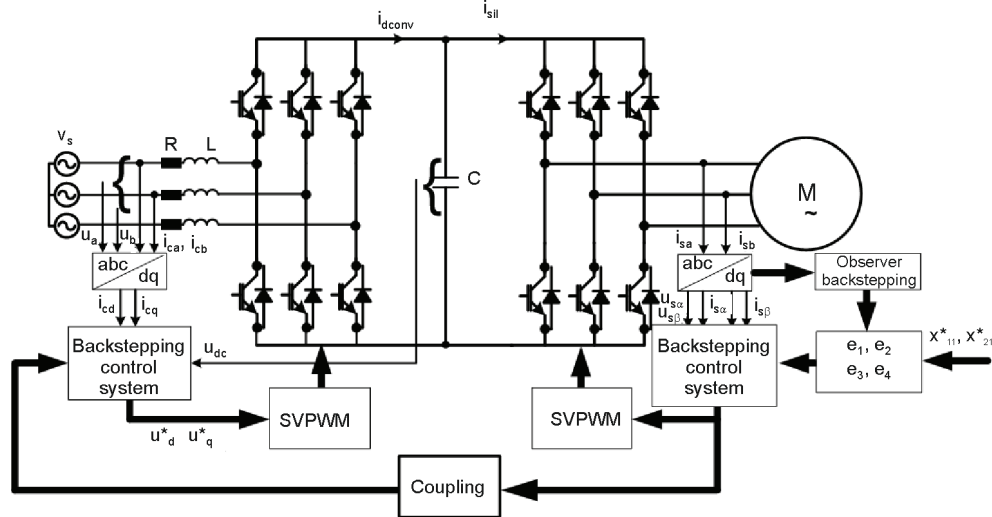 i_dconv
i_sil
v_s
R
L
C
M
~
u_a
u_b
i_ca, i_cb
i_sa
i_sb
abc
dq
abc
dq
Observer
backstepping
i_cd
i_cq
u_sα
u_sβ
i_sα
i_sβ
u_dc
Backstepping
control
system
Backstepping
control
system
e_1, e_2
e_3, e_4
x*_11, x*_21
u*_d u*_q
SVPWM
SVPWM
Coupling